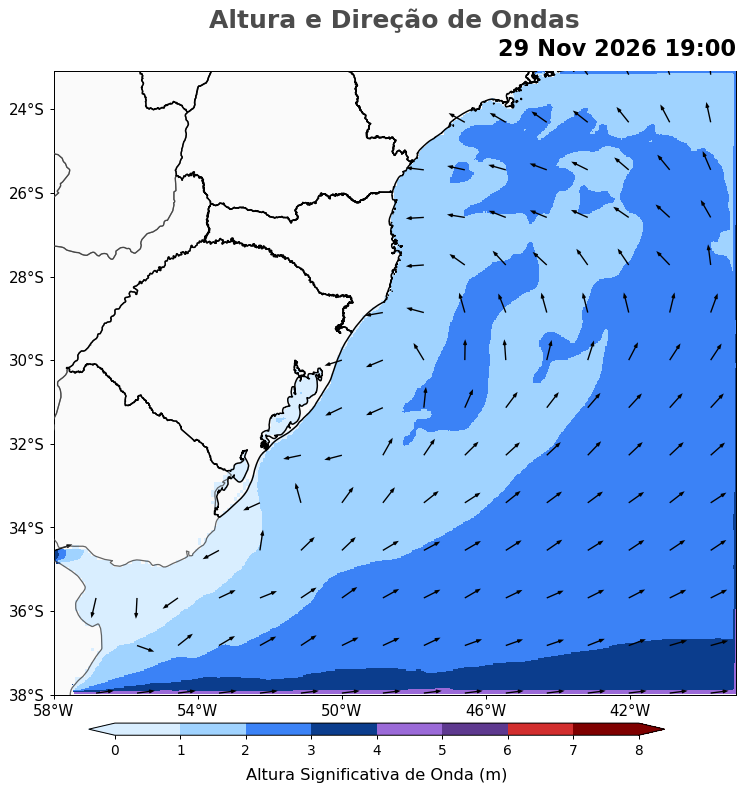 Altura e Direção de Ondas
29 Nov 2026 19:00
24°S
26°S
28°S
30°S
32°S
34°S
36°S
38°S
58°W 54°W 50°W 46°W 42°W
0 1 2 3 4 5 6 7 8
Altura Significativa de Onda (m)